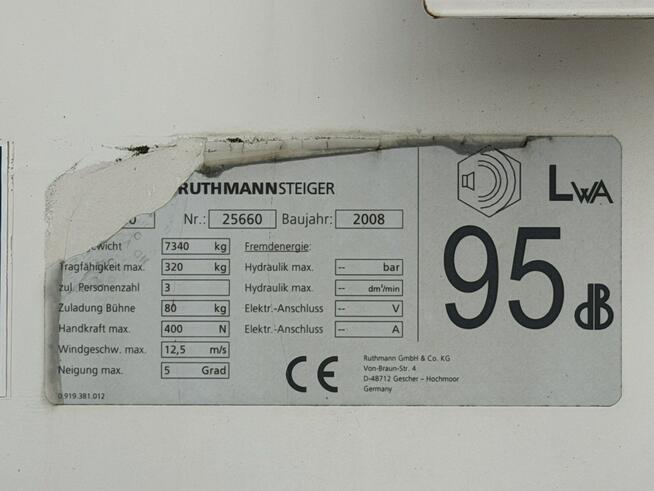 RUTHMANNSTEIGER
0 Nr.: 25660 Baujahr: 2008
7340 kg Fremdenergie:
Tragfähigkeit max. 320 kg Hydraulik max. -- bar
zul. Personenzahl 3 Hydraulik max. -- dm³/min
Zuladung Bühne 80 kg Elektr.-Anschluss -- V
Handkraft max. 400 N Elektr.-Anschluss -- A
Windgeschw. max. 12,5 m/s
Neigung max. 5 Grad
0.919.381.012
CE
Ruthmann GmbH & Co. KG
Von-Braun-Str. 4
D-48712 Gescher - Hochmoor
Germany
LWA
95 dB